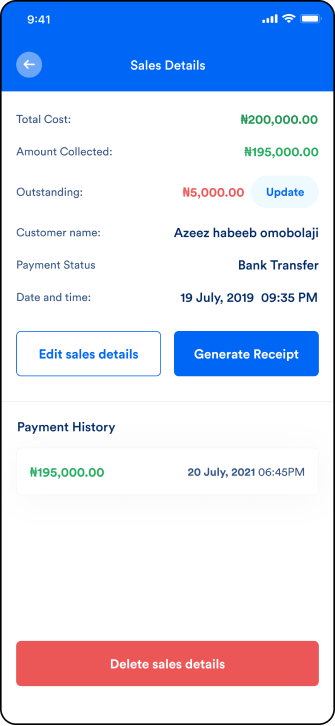 9:41
Sales Details
Total Cost: ₦200,000.00
Amount Collected: ₦195,000.00
Outstanding: ₦5,000.00 Update
Customer name: Azeez habeeb omobolaji
Payment Status Bank Transfer
Date and time: 19 July, 2019 09:35 PM
Edit sales details Generate Receipt
Payment History
₦195,000.00 20 July, 2021 06:45PM
Delete sales details